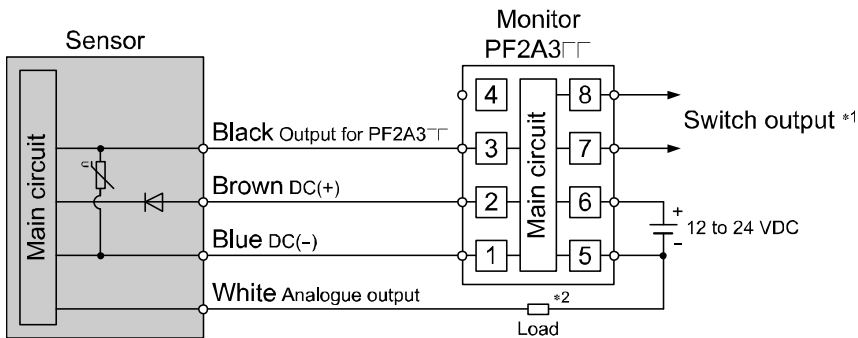 Monitor
PF2A3□□
Sensor
Main circuit
Black Output for PF2A3□□
Brown DC(+)
Blue DC(−)
White Analogue output
n
4
3
2
1
Main circuit
8
7
6
5
Switch output *1
+
−
12 to 24 VDC
*2
Load